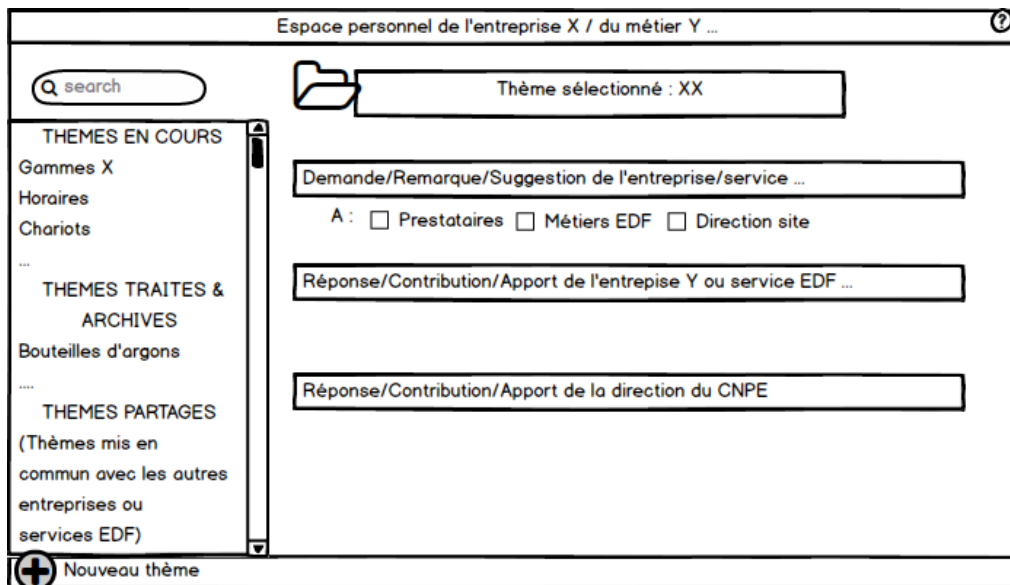 Espace personnel de l'entreprise X / du métier Y ...
?
search
THEMES EN COURS
Gammes X
Horaires
Chariots
...
THEMES TRAITES &
ARCHIVES
Bouteilles d'argons
....
THEMES PARTAGES
(Thèmes mis en
commun avec les autres
entreprises ou
services EDF)
Nouveau thème
Thème sélectionné : XX
Demande/Remarque/Suggestion de l'entreprise/service ...
A : Prestataires Métiers EDF Direction site
Réponse/Contribution/Apport de l'entrepise Y ou service EDF ...
Réponse/Contribution/Apport de la direction du CNPE